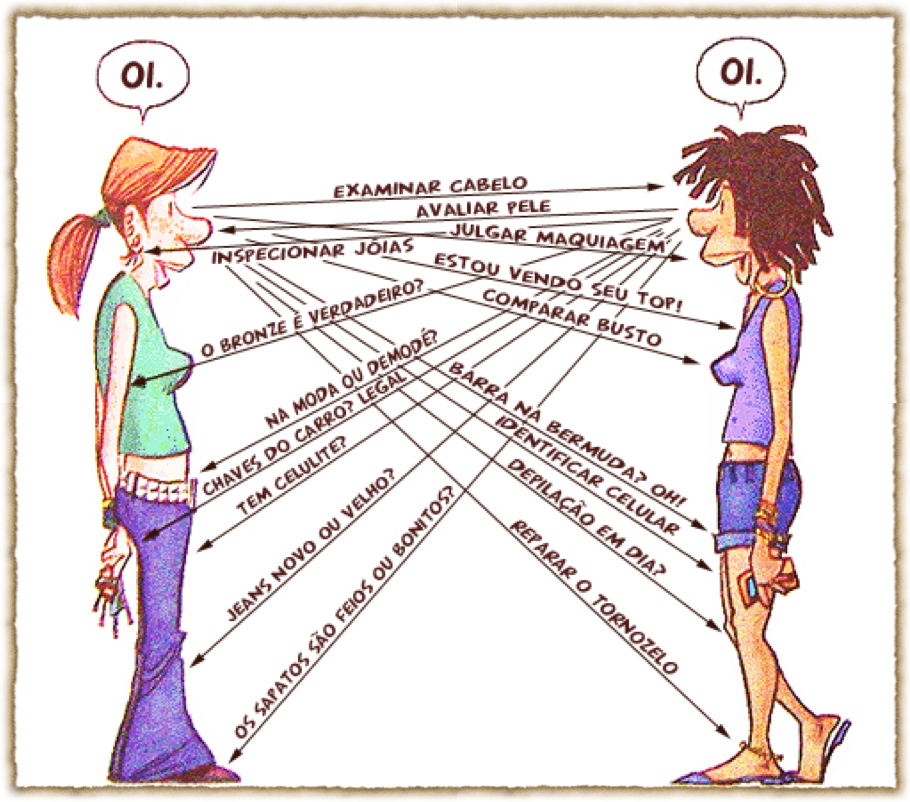 OI.
OI.
EXAMINAR CABELO
AVALIAR PELE
JULGAR MAQUIAGEM
INSPECIONAR JÓIAS
ESTOU VENDO SEU TOP!
COMPARAR BUSTO
O BRONZE É VERDADEIRO?
NA MODA OU DEMODÉ?
CHAVES DO CARRO? LEGAL
TEM CELULITE?
JEANS NOVO OU VELHO?
OS SAPATOS SÃO FEIOS OU BONITOS?
BARRA NA BERMUDA? OH!
IDENTIFICAR CELULAR
DEPILAÇÃO EM DIA?
REPARAR O TORNOZELO